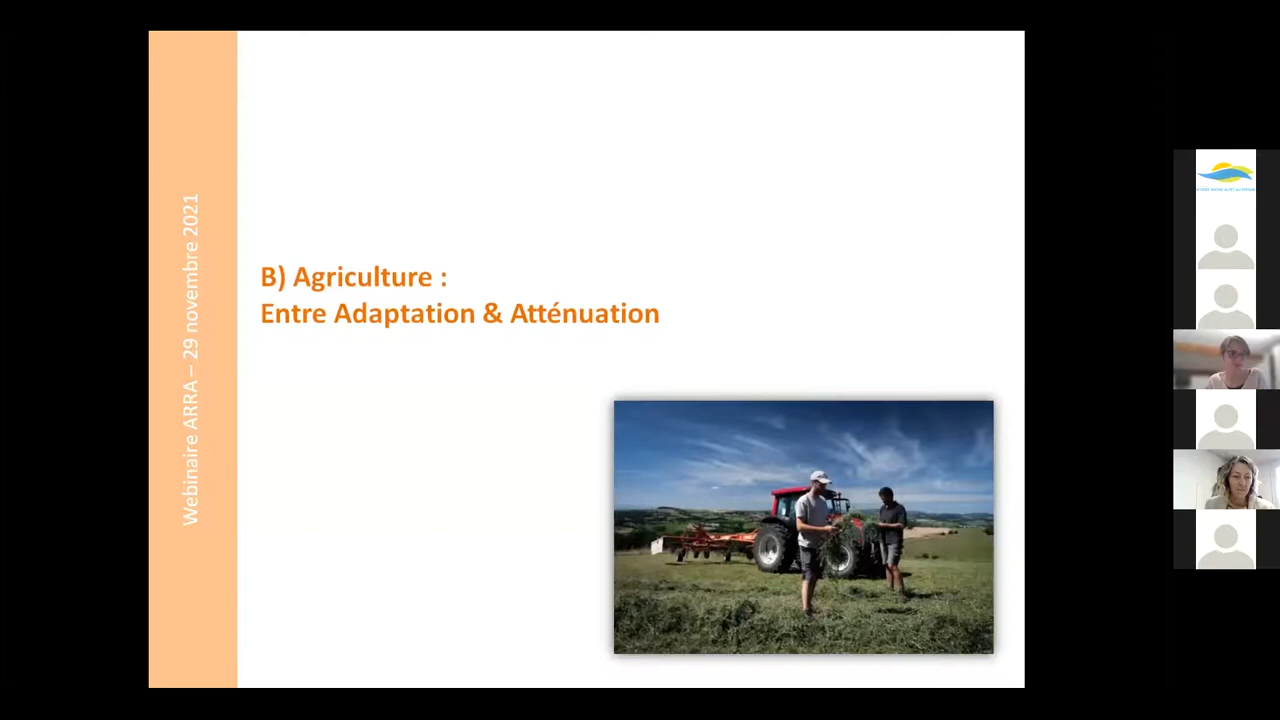 Webinaire ARRA – 29 novembre 2021
B) Agriculture :
Entre Adaptation & Atténuation